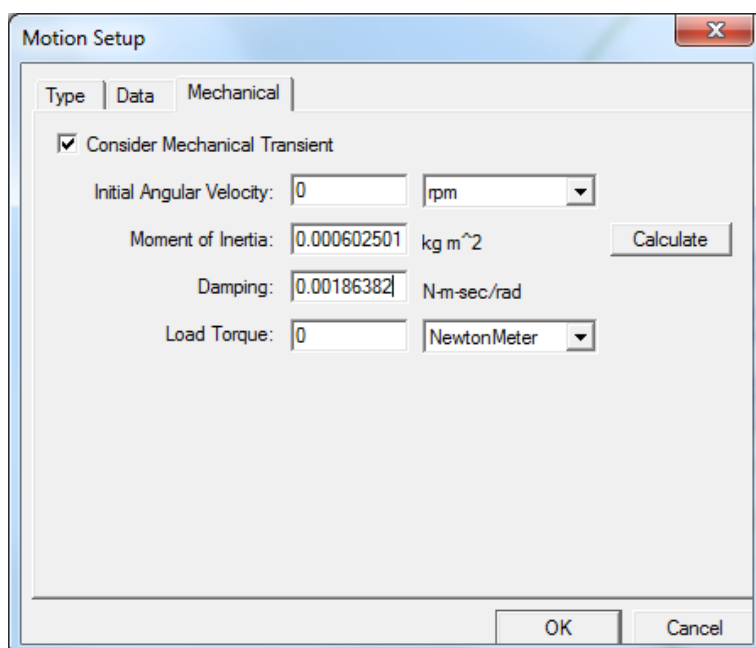 Motion Setup
Type Data Mechanical
Consider Mechanical Transient
Initial Angular Velocity: 0 rpm
Moment of Inertia: 0.000602501 kg m^2 Calculate
Damping: 0.00186382 N-m-sec/rad
Load Torque: 0 NewtonMeter
OK Cancel